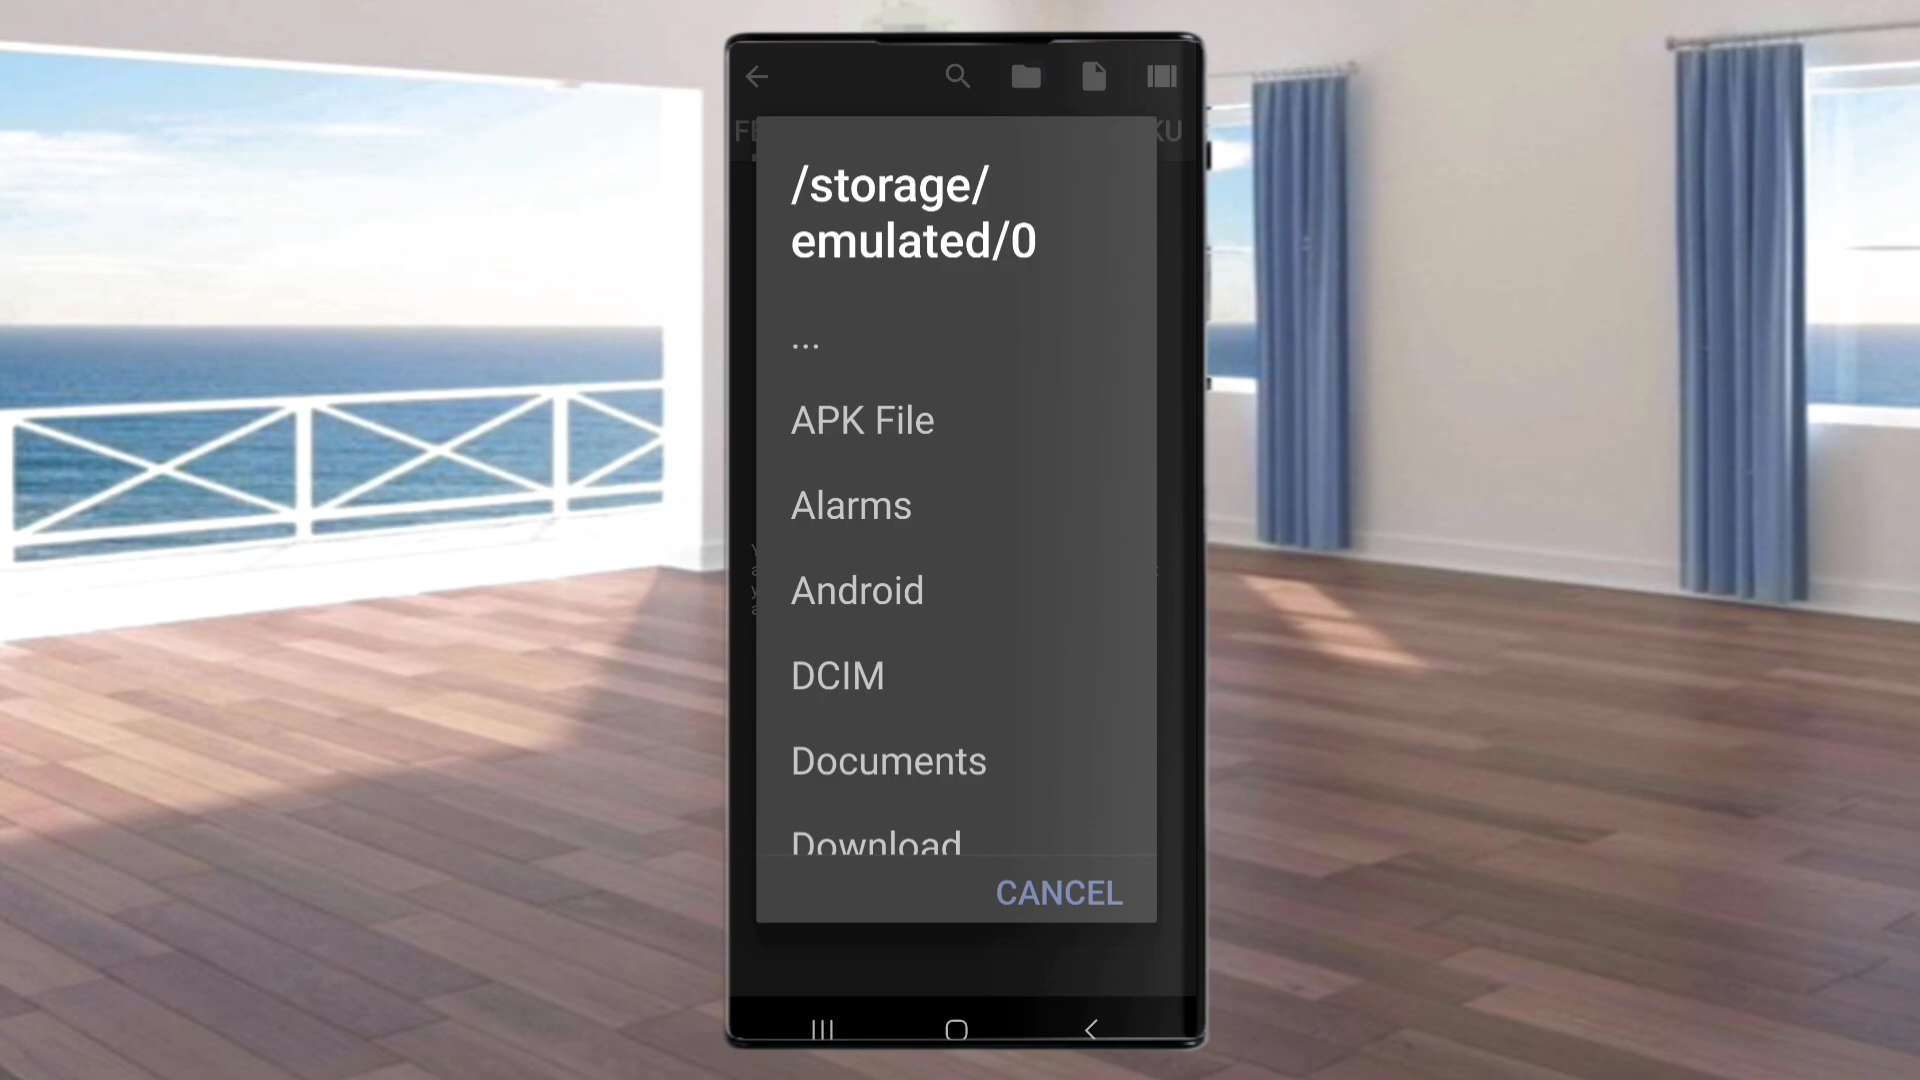 /storage/
emulated/0
...
APK File
Alarms
Android
DCIM
Documents
Download
CANCEL